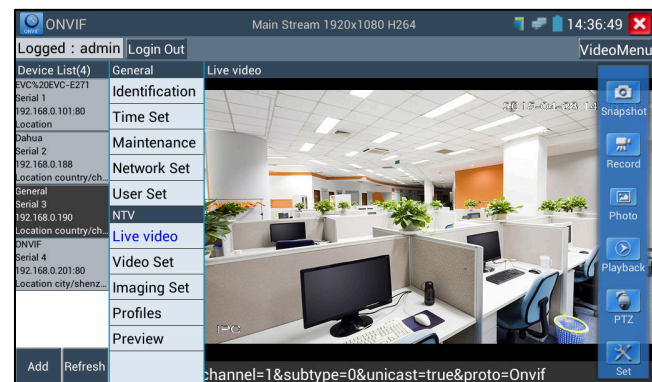 ONVIF
Main Stream 1920x1080 H264
14:36:49
Logged : admin
Login Out
VideoMenu
Device List(4)
EVC%20EVC-E271
Serial 1
192.168.0.101:80
Location
Dahua
Serial 2
192.168.0.188
Location country/ch...
General
Serial 3
192.168.0.190
Location country/ch...
ONVIF
Serial 4
192.168.0.201:80
Location city/shenz...
Add
Refresh
General
Identification
Time Set
Maintenance
Network Set
User Set
NTV
Live video
Video Set
Imaging Set
Profiles
Preview
Live video
IPC
channel=1&subtype=0&unicast=true&proto=Onvif
Snapshot
Record
Photo
Playback
PTZ
Set